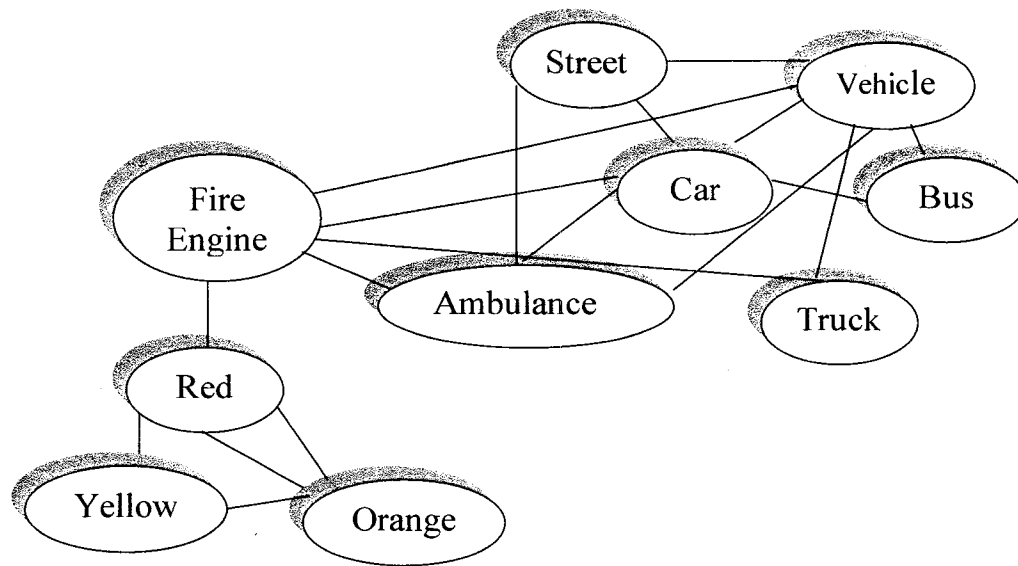 Street
Vehicle
Fire
Engine
Car
Bus
Ambulance
Truck
Red
Yellow
Orange